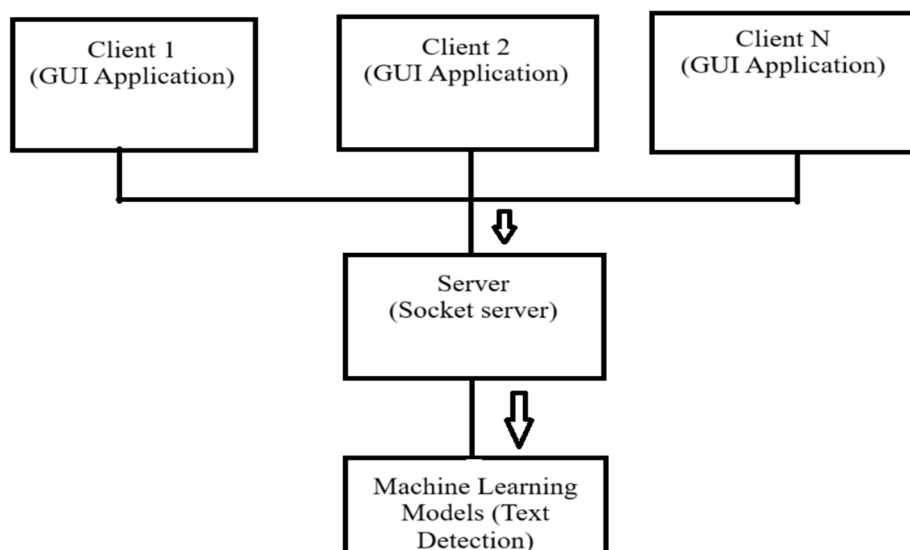 Client 1
(GUI Application)
Client 2
(GUI Application)
Client N
(GUI Application)
Server
(Socket server)
Machine Learning
Models (Text
Detection)